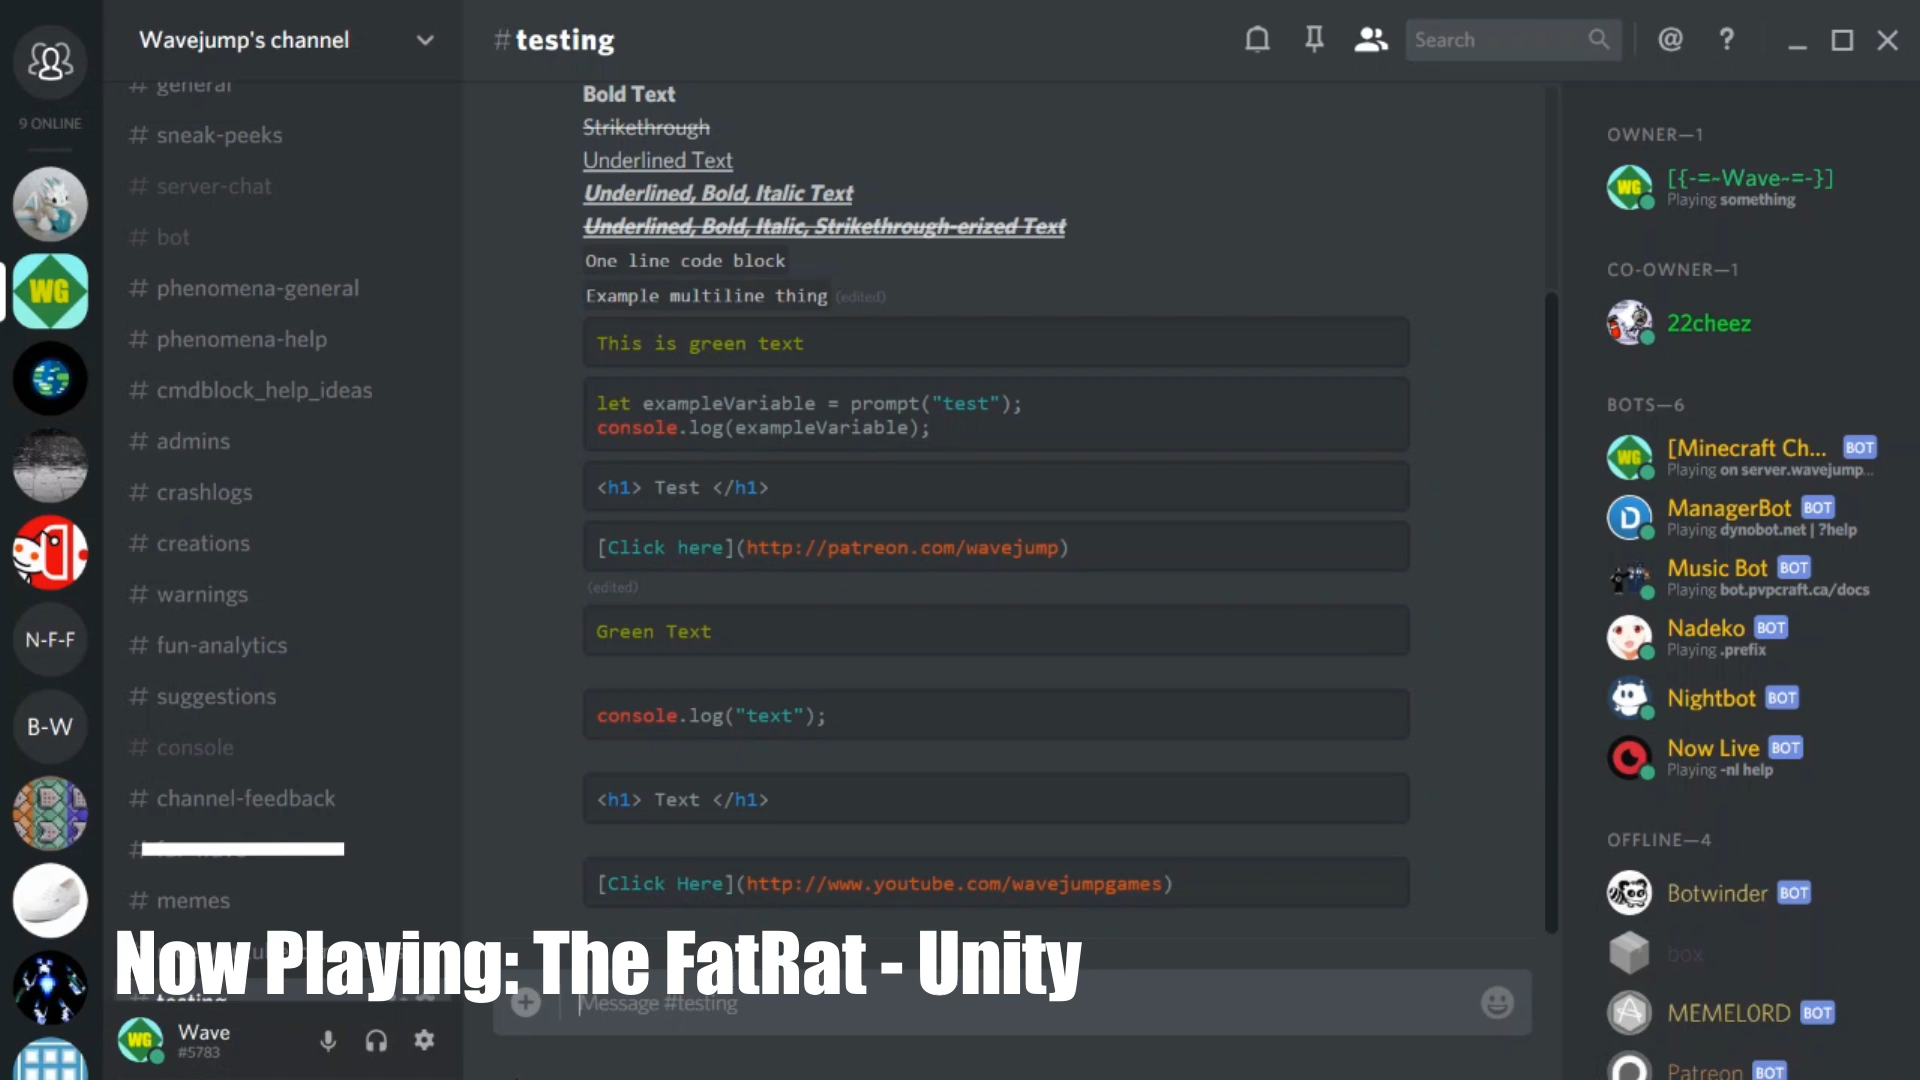 9 ONLINE
WG
N-F-F
B-W
Wavejump's channel
# general
# sneak-peeks
# server-chat
# bot
# phenomena-general
# phenomena-help
# cmdblock_help_ideas
# admins
# crashlogs
# creations
# warnings
# fun-analytics
# suggestions
# console
# channel-feedback
# memes
# testing
Wave
#5783
#testing
Search
Bold Text
Strikethrough
Underlined Text
Underlined, Bold, Italic Text
Underlined, Bold, Italic, Strikethrough-erized Text
One line code block
Example multiline thing (edited)
This is green text
let exampleVariable = prompt("test");
console.log(exampleVariable);
<h1> Test </h1>
[Click here](http://patreon.com/wavejump)
(edited)
Green Text
console.log("text");
<h1> Text </h1>
[Click Here](http://www.youtube.com/wavejumpgames)
Now Playing: The FatRat - Unity
Message #testing
OWNER—1
WG
[{-=~Wave~=-}]
Playing something
CO-OWNER—1
22cheez
BOTS—6
WG
[Minecraft Ch... BOT
Playing on server.wavejump...
ManagerBot BOT
Playing dynobot.net | ?help
Music Bot BOT
Playing bot.pvpcraft.ca/docs
Nadeko BOT
Playing .prefix
Nightbot BOT
Now Live BOT
Playing -nl help
OFFLINE—4
Botwinder BOT
box
MEMELORD BOT
Patreon BOT